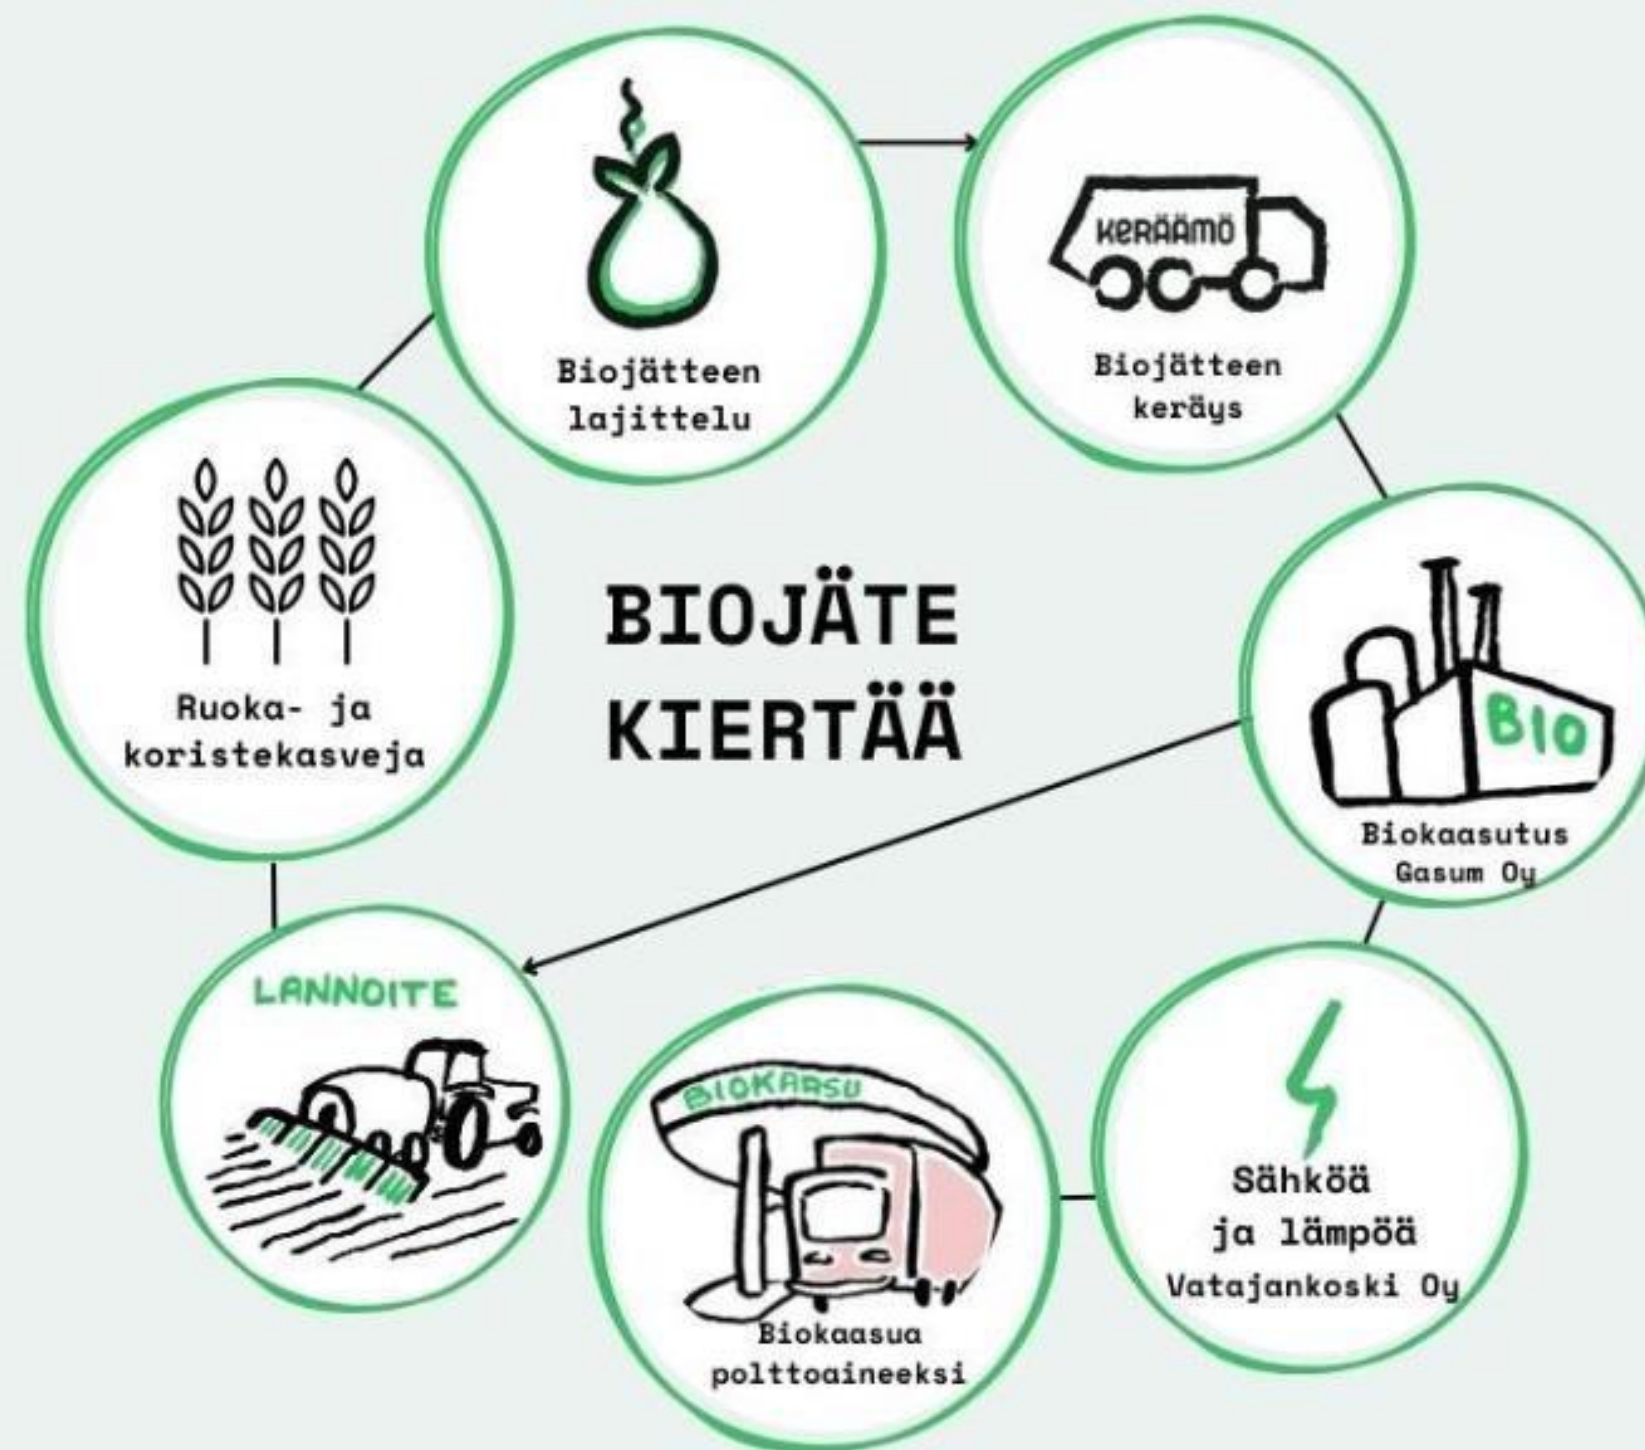 Biojätteen
lajittelu
KERÄÄMÖ
Biojätteen
keräys
Ruoka- ja
koristekasveja
BIOJÄTE
KIERTÄÄ
BIO
Biokaasutus
Gasum Oy
LANNOITE
BIOKAASU
Biokaasua
polttoaineeksi
Sähköä
ja lämpöä
Vatajankoski Oy